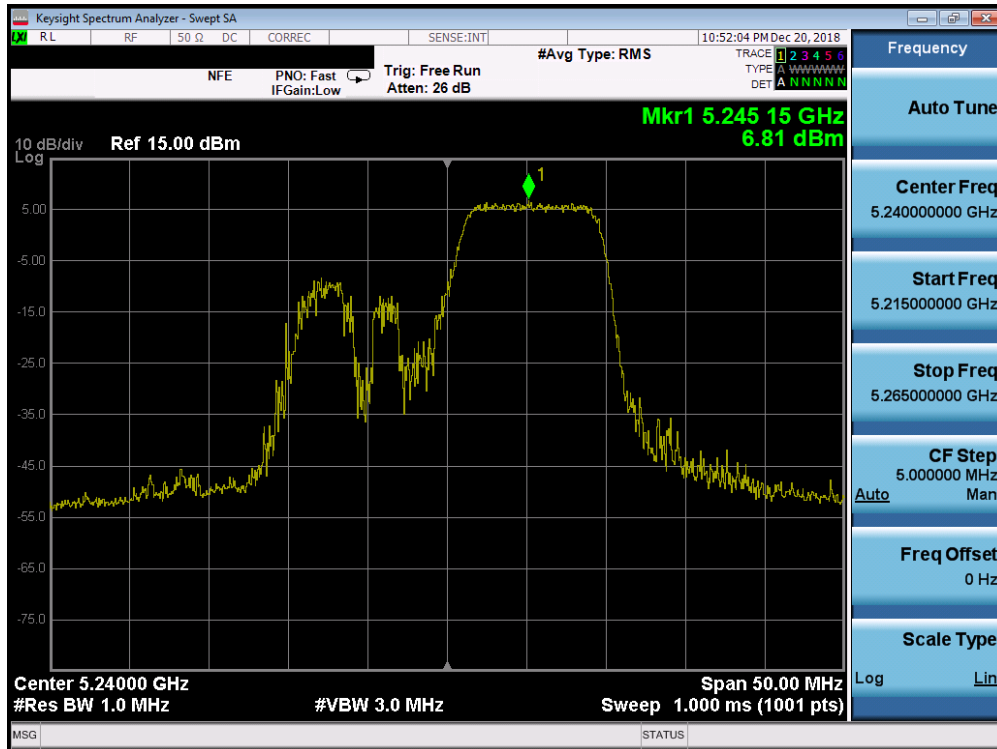 Keysight Spectrum Analyzer - Swept SA
LXI RL RF 50 Ω DC CORREC SENSE:INT 10:52:04 PM Dec 20, 2018
NFE PNO: Fast Trig: Free Run #Avg Type: RMS TRACE 1 2 3 4 5 6
IFGain:Low Atten: 26 dB TYPE A WWWWW
DET A N N N N N
Mkr1 5.245 15 GHz
6.81 dBm
10 dB/div Ref 15.00 dBm
Log
1
5.00
-5.00
-15.0
-25.0
-35.0
-45.0
-55.0
-65.0
-75.0
Center 5.24000 GHz Span 50.00 MHz
#Res BW 1.0 MHz #VBW 3.0 MHz Sweep 1.000 ms (1001 pts)
MSG STATUS
Frequency
Auto Tune
Center Freq
5.240000000 GHz
Start Freq
5.215000000 GHz
Stop Freq
5.265000000 GHz
CF Step
5.000000 MHz
Auto Man
Freq Offset
0 Hz
Scale Type
Log Lin